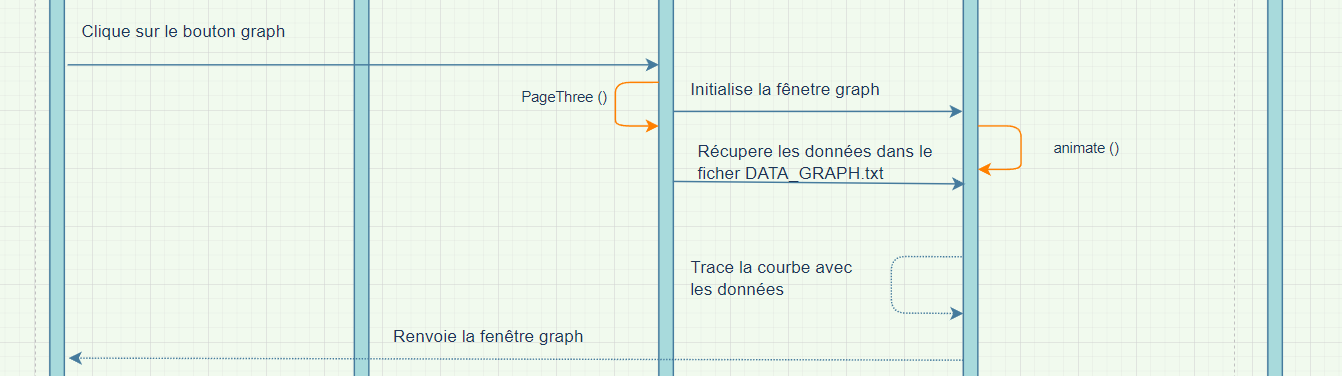 Clique sur le bouton graph
PageThree ()
Initialise la fênetre graph
animate ()
Récupere les données dans le
ficher DATA_GRAPH.txt
Trace la courbe avec
les données
Renvoie la fenêtre graph